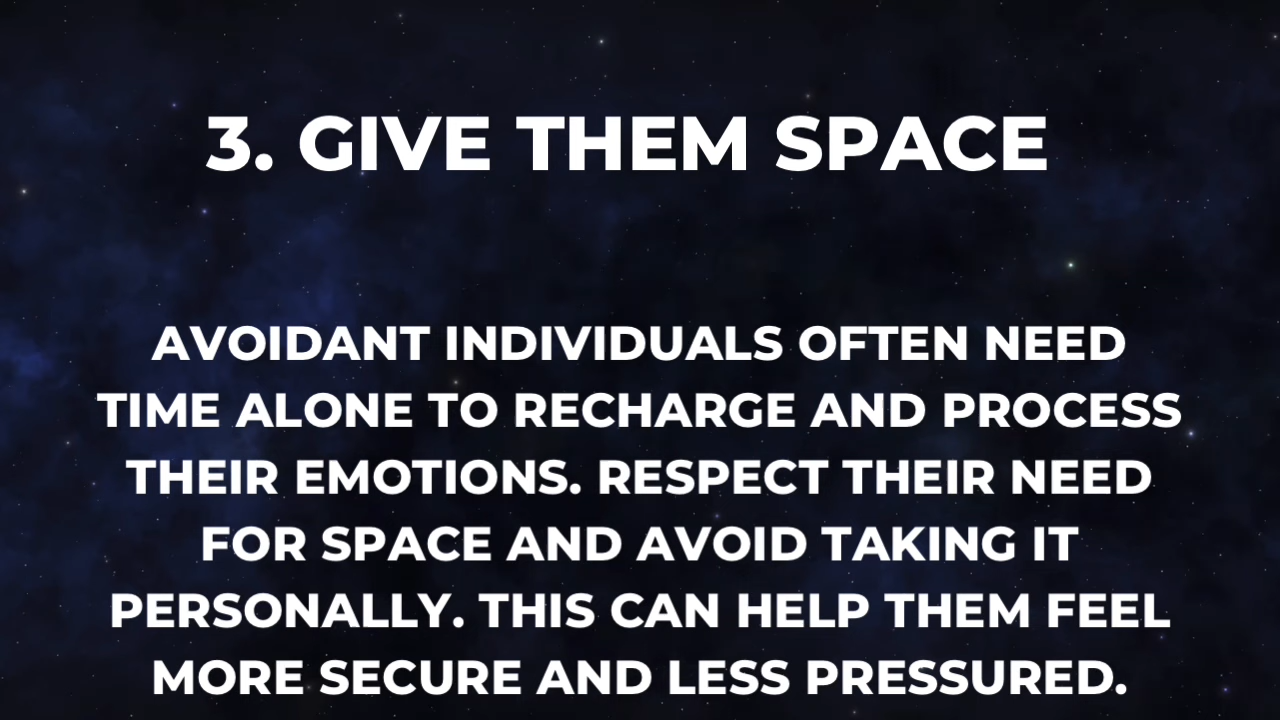 3. GIVE THEM SPACE
AVOIDANT INDIVIDUALS OFTEN NEED
TIME ALONE TO RECHARGE AND PROCESS
THEIR EMOTIONS. RESPECT THEIR NEED
FOR SPACE AND AVOID TAKING IT
PERSONALLY. THIS CAN HELP THEM FEEL
MORE SECURE AND LESS PRESSURED.